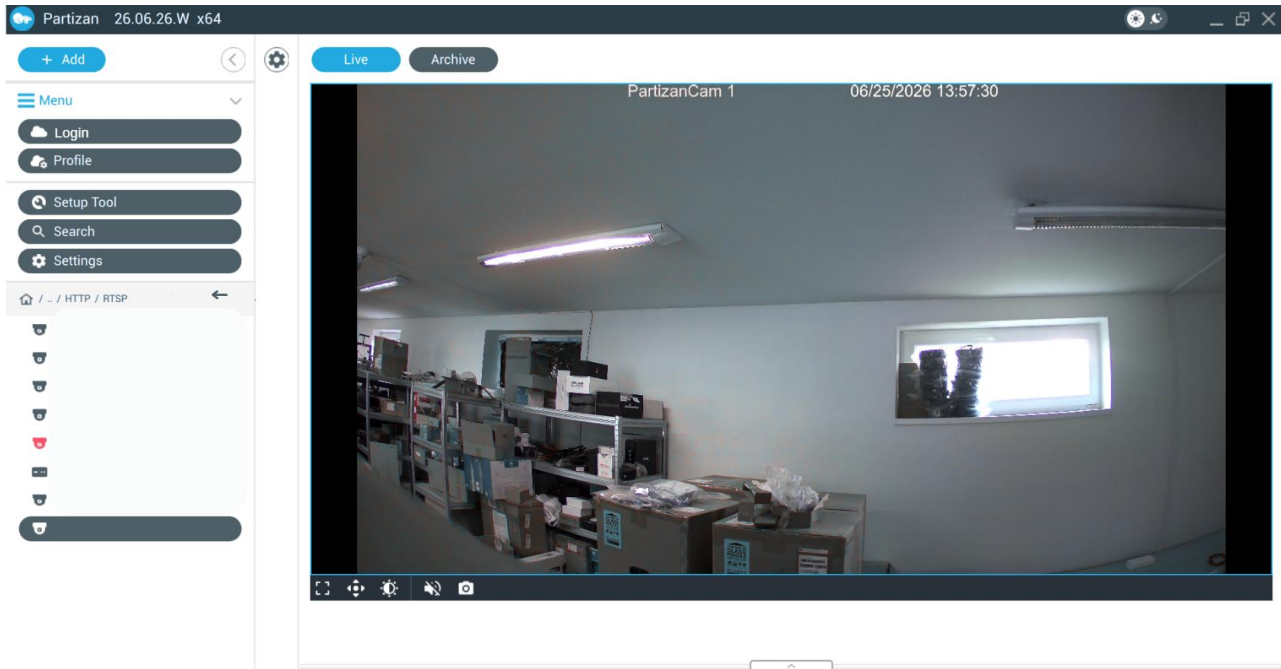 Partizan 26.06.26.W x64
+ Add
Live
Archive
Menu
PartizanCam 1
06/25/2026 13:57:30
Login
Profile
Setup Tool
Search
Settings
/ .. / HTTP / RTSP